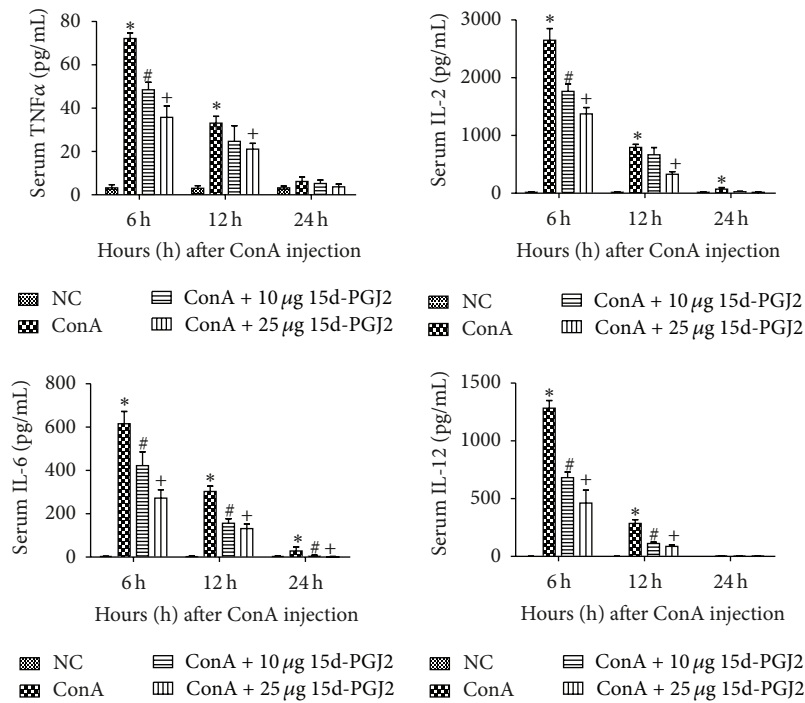 Serum TNFα (pg/mL)
80
60
40
20
0
*
#
+
*
+
6 h
12 h
24 h
Hours (h) after ConA injection
NC
ConA + 10 μg 15d-PGJ2
ConA
ConA + 25 μg 15d-PGJ2
Serum IL-2 (pg/mL)
3000
2000
1000
0
*
#
+
*
+
*
6 h
12 h
24 h
Hours (h) after ConA injection
NC
ConA + 10 μg 15d-PGJ2
ConA
ConA + 25 μg 15d-PGJ2
Serum IL-6 (pg/mL)
800
600
400
200
0
*
#
+
*
#
+
*
#
+
6 h
12 h
24 h
Hours (h) after ConA injection
NC
ConA + 10 μg 15d-PGJ2
ConA
ConA + 25 μg 15d-PGJ2
Serum IL-12 (pg/mL)
1500
1000
500
0
*
#
+
*
#
+
6 h
12 h
24 h
Hours (h) after ConA injection
NC
ConA + 10 μg 15d-PGJ2
ConA
ConA + 25 μg 15d-PGJ2